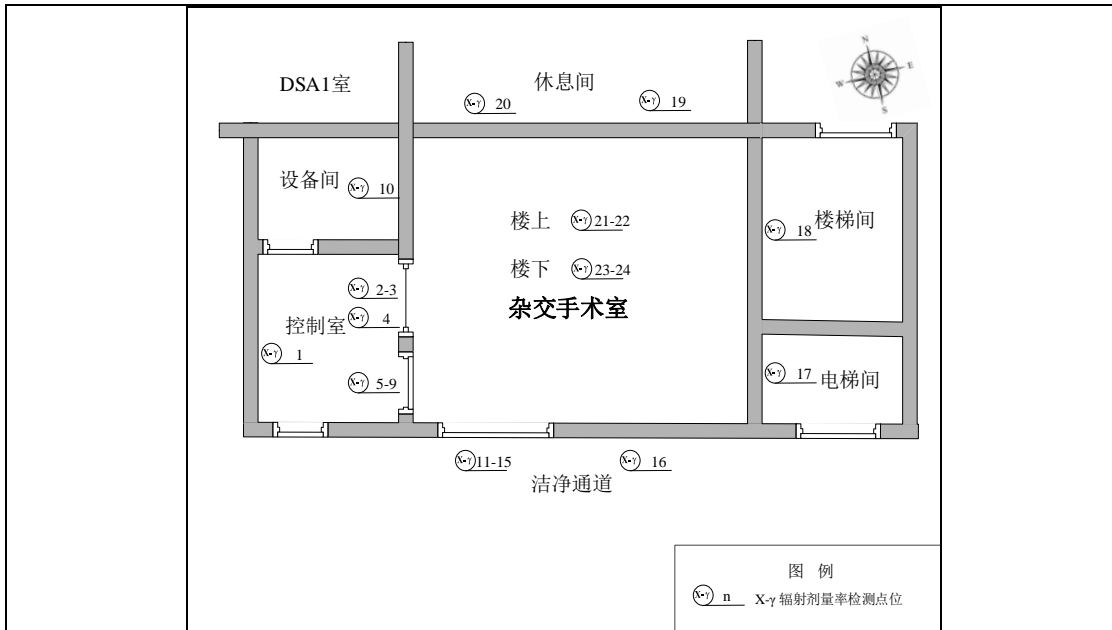 N
E
W
S
DSA1室
休息间
X-γ 20
X-γ 19
设备间
X-γ 10
楼上 X-γ 21-22
楼梯间
X-γ 18
楼下 X-γ 23-24
杂交手术室
X-γ 2-3
控制室 X-γ 4
X-γ 1
X-γ 5-9
X-γ 17
电梯间
X-γ 11-15
X-γ 16
洁净通道
图 例
X-γ n X-γ 辐射剂量率检测点位